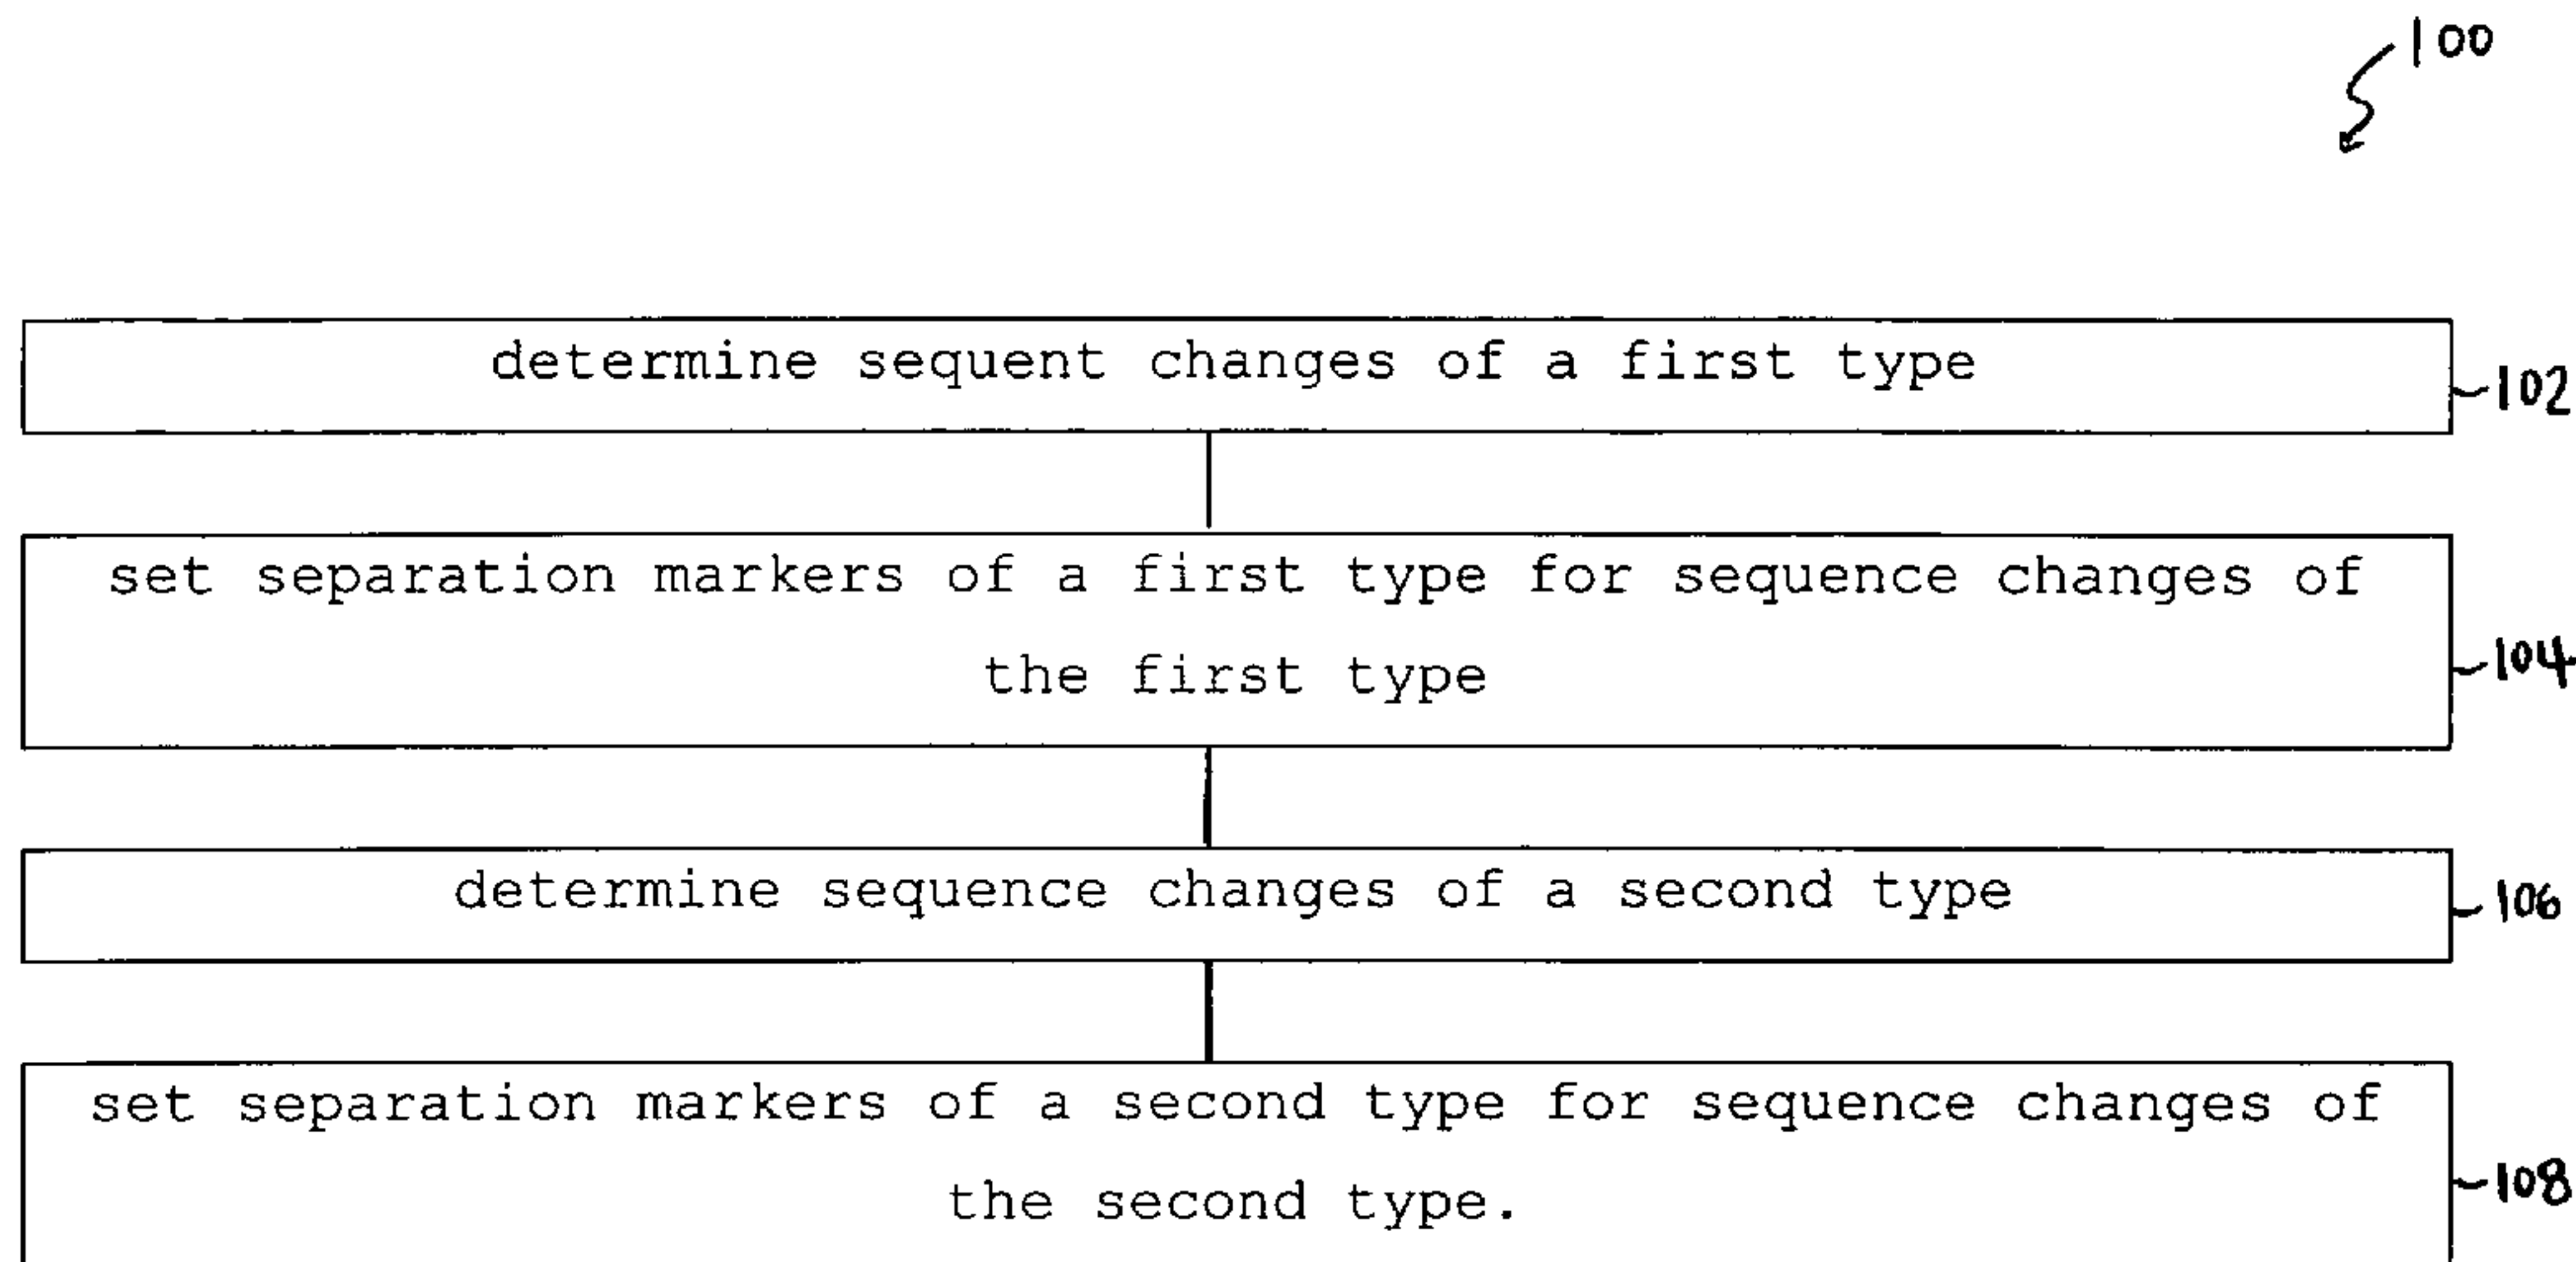 100
determine sequent changes of a first type
102
set separation markers of a first type for sequence changes of
the first type
104
determine sequence changes of a second type
106
set separation markers of a second type for sequence changes of
the second type.
108